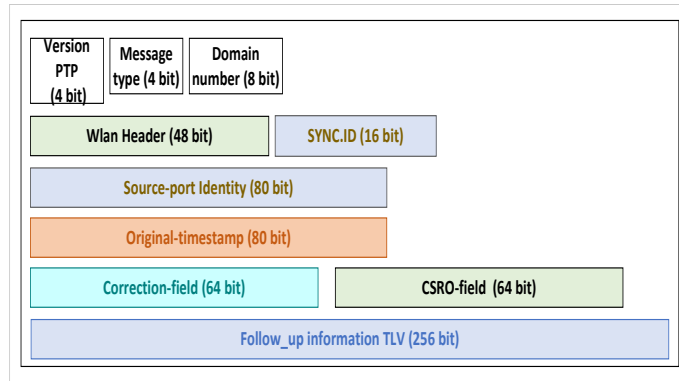 Version
PTP
(4 bit)
Message
type (4 bit)
Domain
number (8 bit)
Wlan Header (48 bit)
SYNC.ID (16 bit)
Source-port Identity (80 bit)
Original-timestamp (80 bit)
Correction-field (64 bit)
CSRO-field (64 bit)
Follow_up information TLV (256 bit)